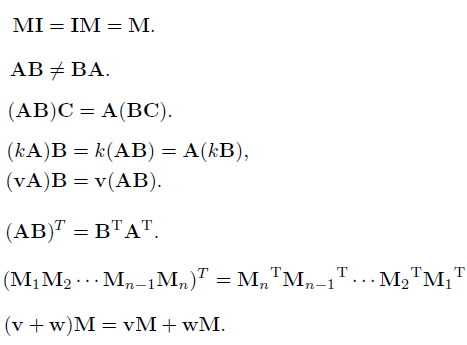 MI = IM = M.
AB ≠ BA.
(AB)C = A(BC).
(kA)B = k(AB) = A(kB),
(vA)B = v(AB).
(AB)^T = B^T A^T.
(M₁M₂ ⋯ Mₙ₋₁Mₙ)^T = Mₙ^T Mₙ₋₁^T ⋯ M₂^T M₁^T
(v + w)M = vM + wM.